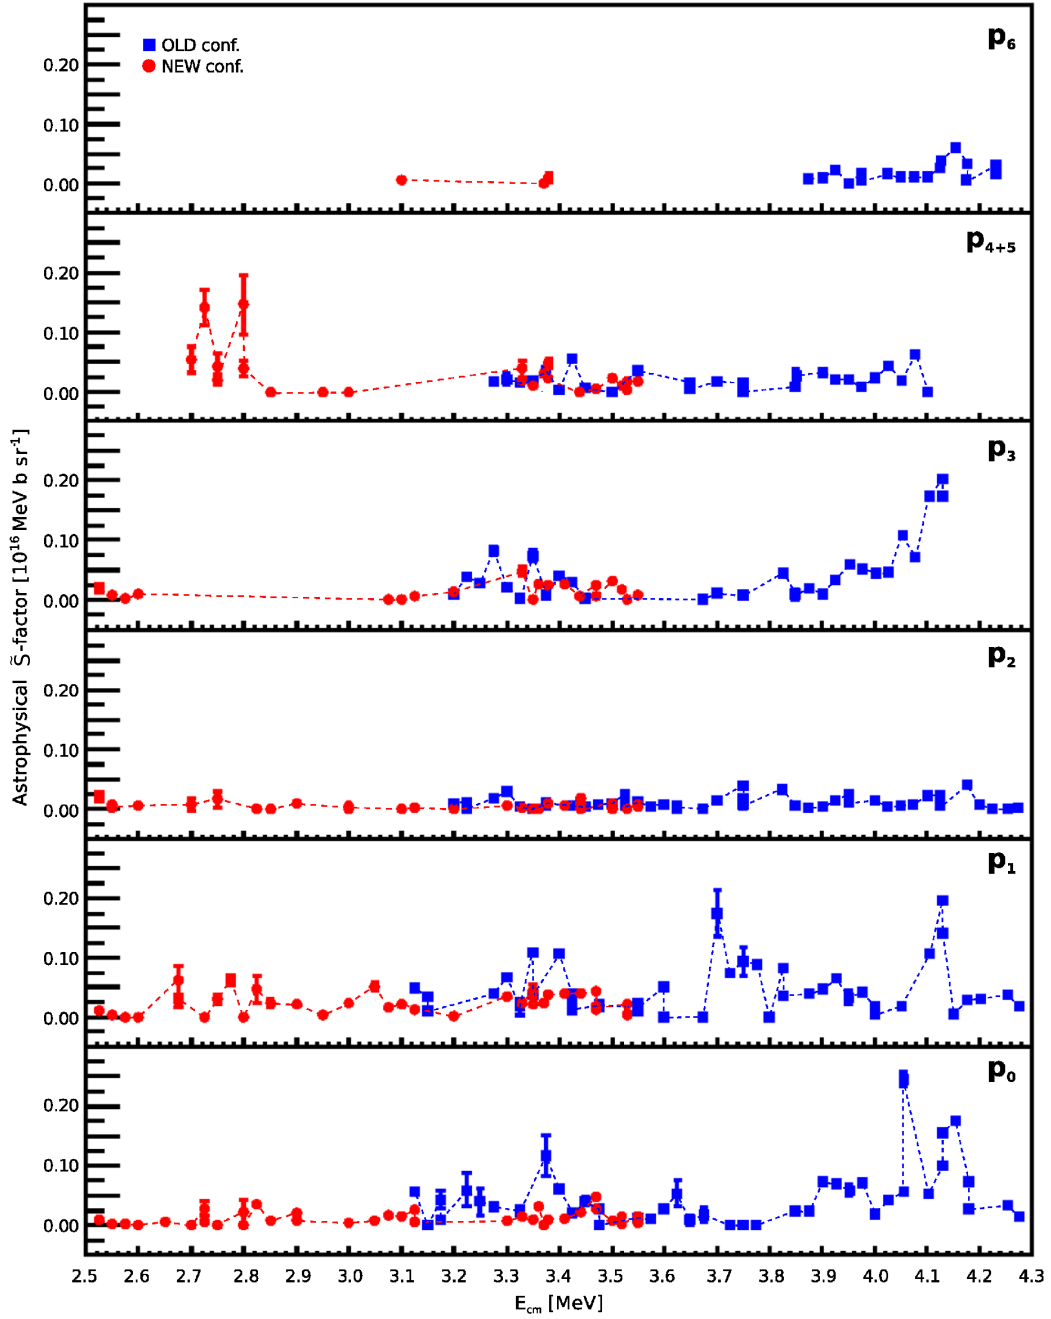 p6
OLD conf.
NEW conf.
0.20
0.10
0.00
p4+5
0.20
0.10
0.00
p3
0.20
0.10
0.00
p2
0.20
0.10
0.00
p1
0.20
0.10
0.00
p0
0.20
0.10
0.00
Astrophysical S̃-factor [10¹⁶ MeV b sr⁻¹]
2.5 2.6 2.7 2.8 2.9 3.0 3.1 3.2 3.3 3.4 3.5 3.6 3.7 3.8 3.9 4.0 4.1 4.2 4.3
Ecm [MeV]